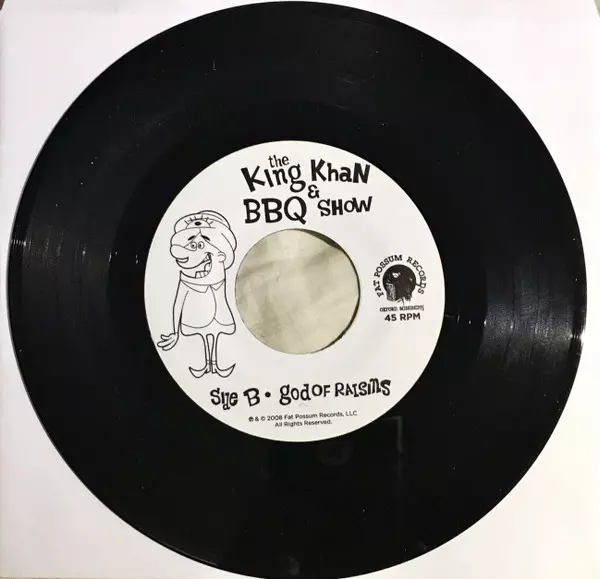 the
King Khan
&
BBQ SHOW
FAT POSSUM RECORDS
OXFORD MISSISSIPPI
45 RPM
Side B • God OF RAISINS
℗ & © 2008 Fat Possum Records, LLC
All Rights Reserved.